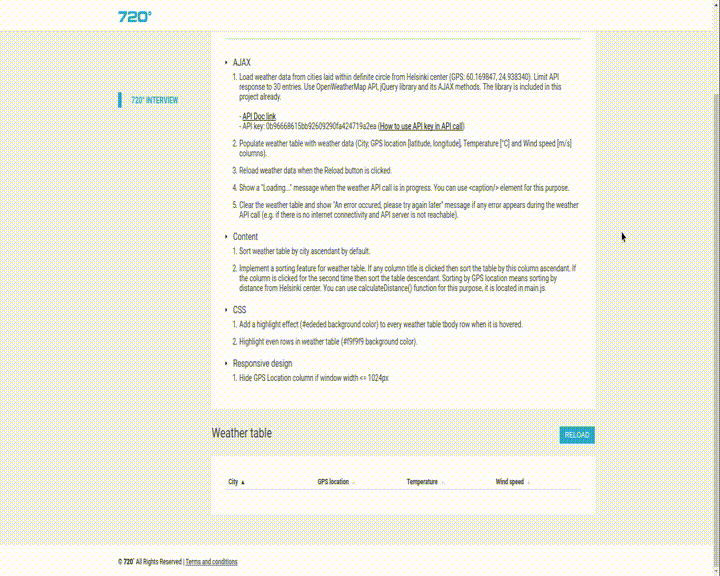 720°
AJAX
1. Load weather data from cities laid within definite circle from Helsinki center (GPS: 60.169847, 24.938340). Limit API
response to 30 entries. Use OpenWeatherMap API, jQuery library and its AJAX methods. The library is included in this
project already.
720° INTERVIEW
- API Doc link
- API key: 0b96668615bb92609290fa424719a2ea (How to use API key in API call)
2. Populate weather table with weather data (City, GPS location [latitude, longitude], Temperature [°C] and Wind speed [m/s]
columns).
3. Reload weather data when the Reload button is clicked.
4. Show a "Loading..." message when the weather API call is in progress. You can use <caption/> element for this purpose.
5. Clear the weather table and show "An error occured, please try again later" message if any error appears during the weather
API call (e.g. if there is no internet connectivity and API server is not reachable).
Content
1. Sort weather table by city ascendant by default.
2. Implement a sorting feature for weather table. If any column title is clicked then sort the table by this column ascendant. If
the column is clicked for the second time then sort the table descendant. Sorting by GPS location means sorting by
distance from Helsinki center. You can use calculateDistance() function for this purpose, it is located in main.js.
CSS
1. Add a highlight effect (#ededed background color) to every weather table tbody row when it is hovered.
2. Highlight even rows in weather table (#f9f9f9 background color).
Responsive design
1. Hide GPS Location column if window width <= 1024px
Weather table
RELOAD
City ▲ GPS location Temperature Wind speed
© 720° All Rights Reserved | Terms and conditions